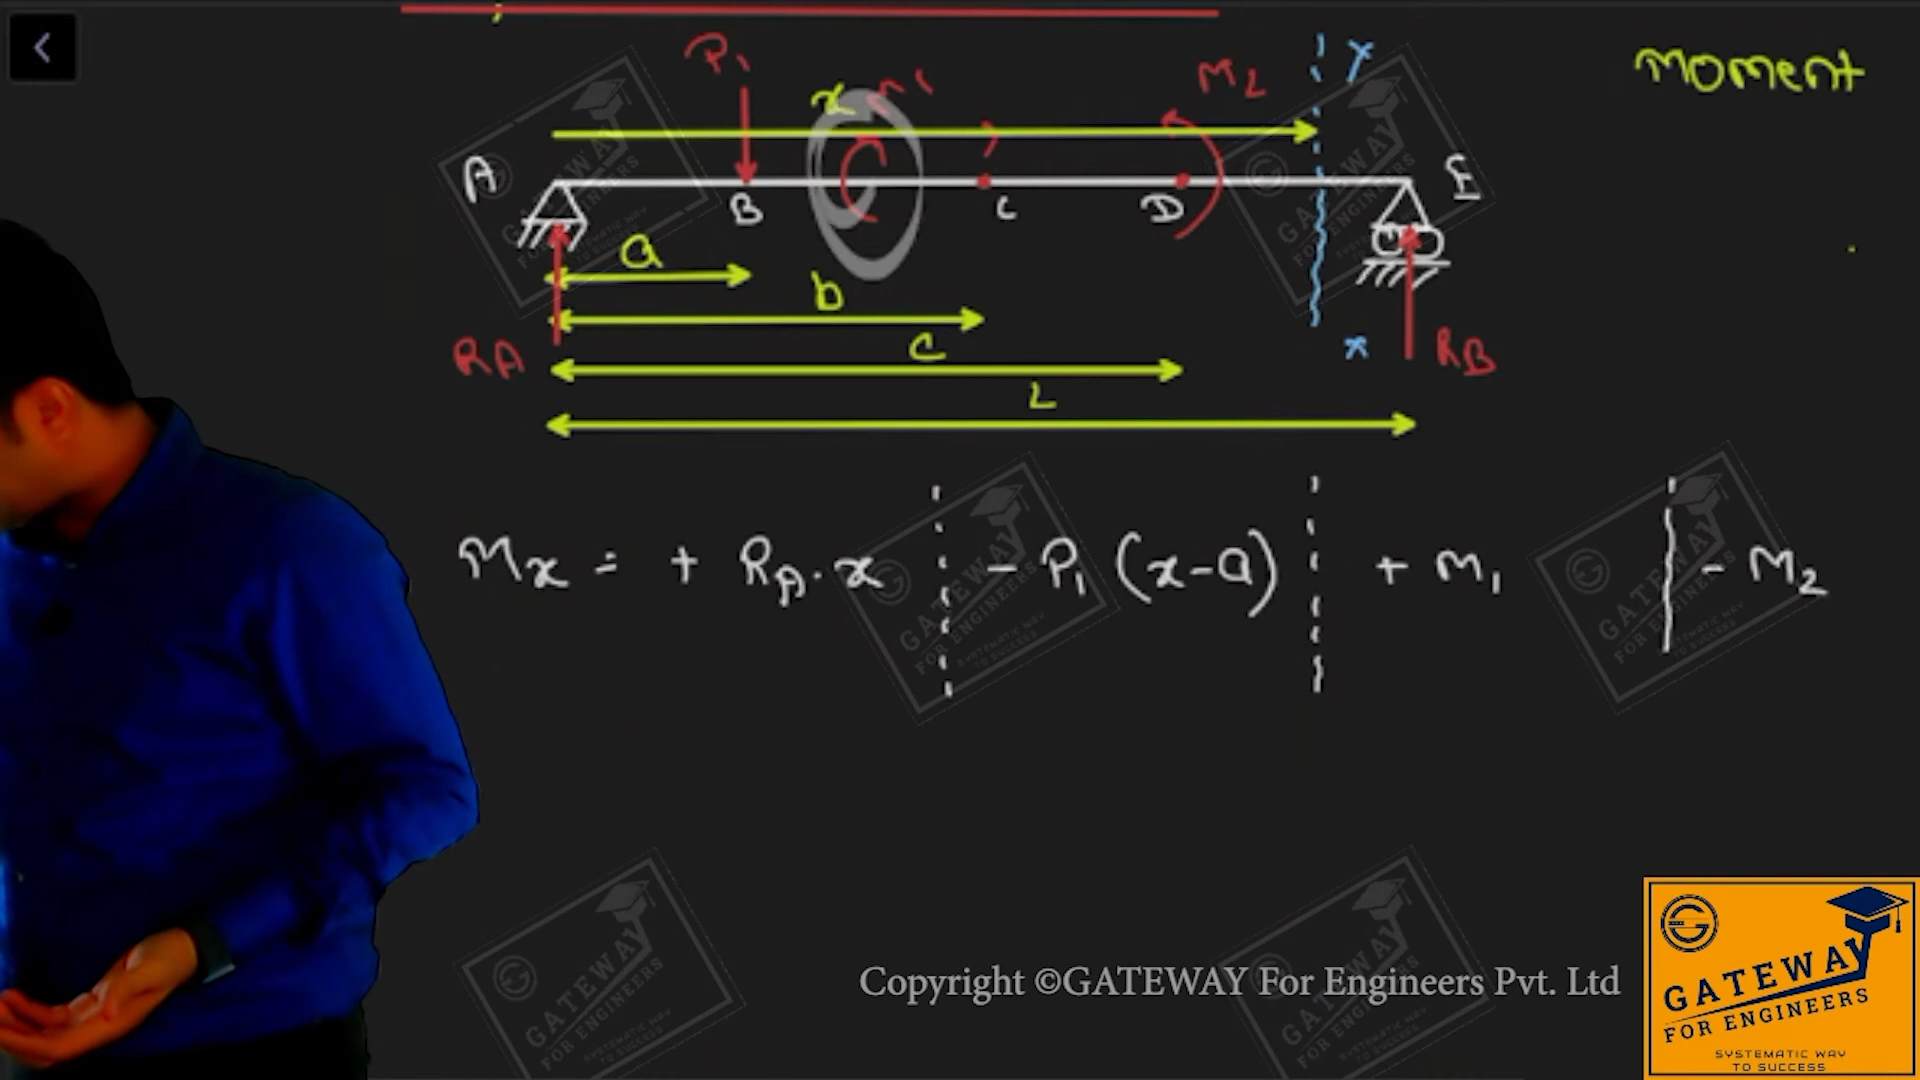 moment
P1
x
M1
M2
x
A
B
C
D
E
a
b
c
L
RA
x
RB
Mx = + RA.x - P1 (x-a) + M1 - M2
Copyright ©GATEWAY For Engineers Pvt. Ltd
GATEWAY
FOR ENGINEERS
SYSTEMATIC WAY
TO SUCCESS